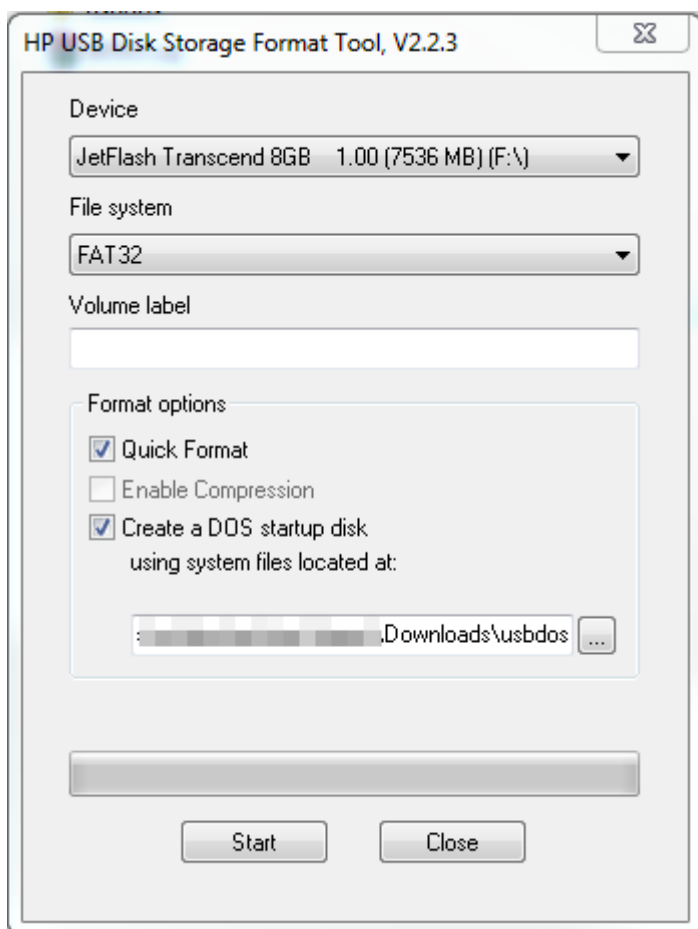 HP USB Disk Storage Format Tool, V2.2.3
Device
JetFlash Transcend 8GB 1.00 (7536 MB) (F:\)
File system
FAT32
Volume label
Format options
Quick Format
Enable Compression
Create a DOS startup disk
using system files located at:
\Downloads\usbdos
...
Start
Close